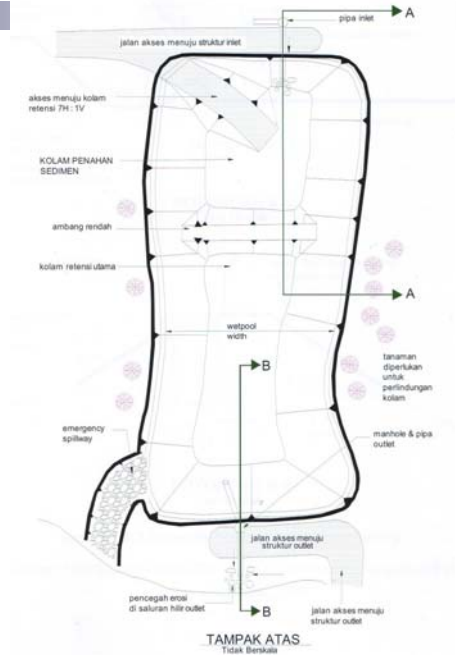 A
pipa inlet
jalan akses menuju struktur inlet
akses menuju kolam
retensi 7H : 1V
KOLAM PENAHAN
SEDIMEN
ambang rendah
kolam retensi utama
A
wetpool
width
B
tanaman
diperlukan
untuk
perlindungan
kolam
emergency
spillway
manhole & pipa
outlet
jalan akses menuju
struktur outlet
pencegah erosi
di saluran hilir outlet
B
jalan akses menuju
struktur outlet
TAMPAK ATAS
Tidak Berskala